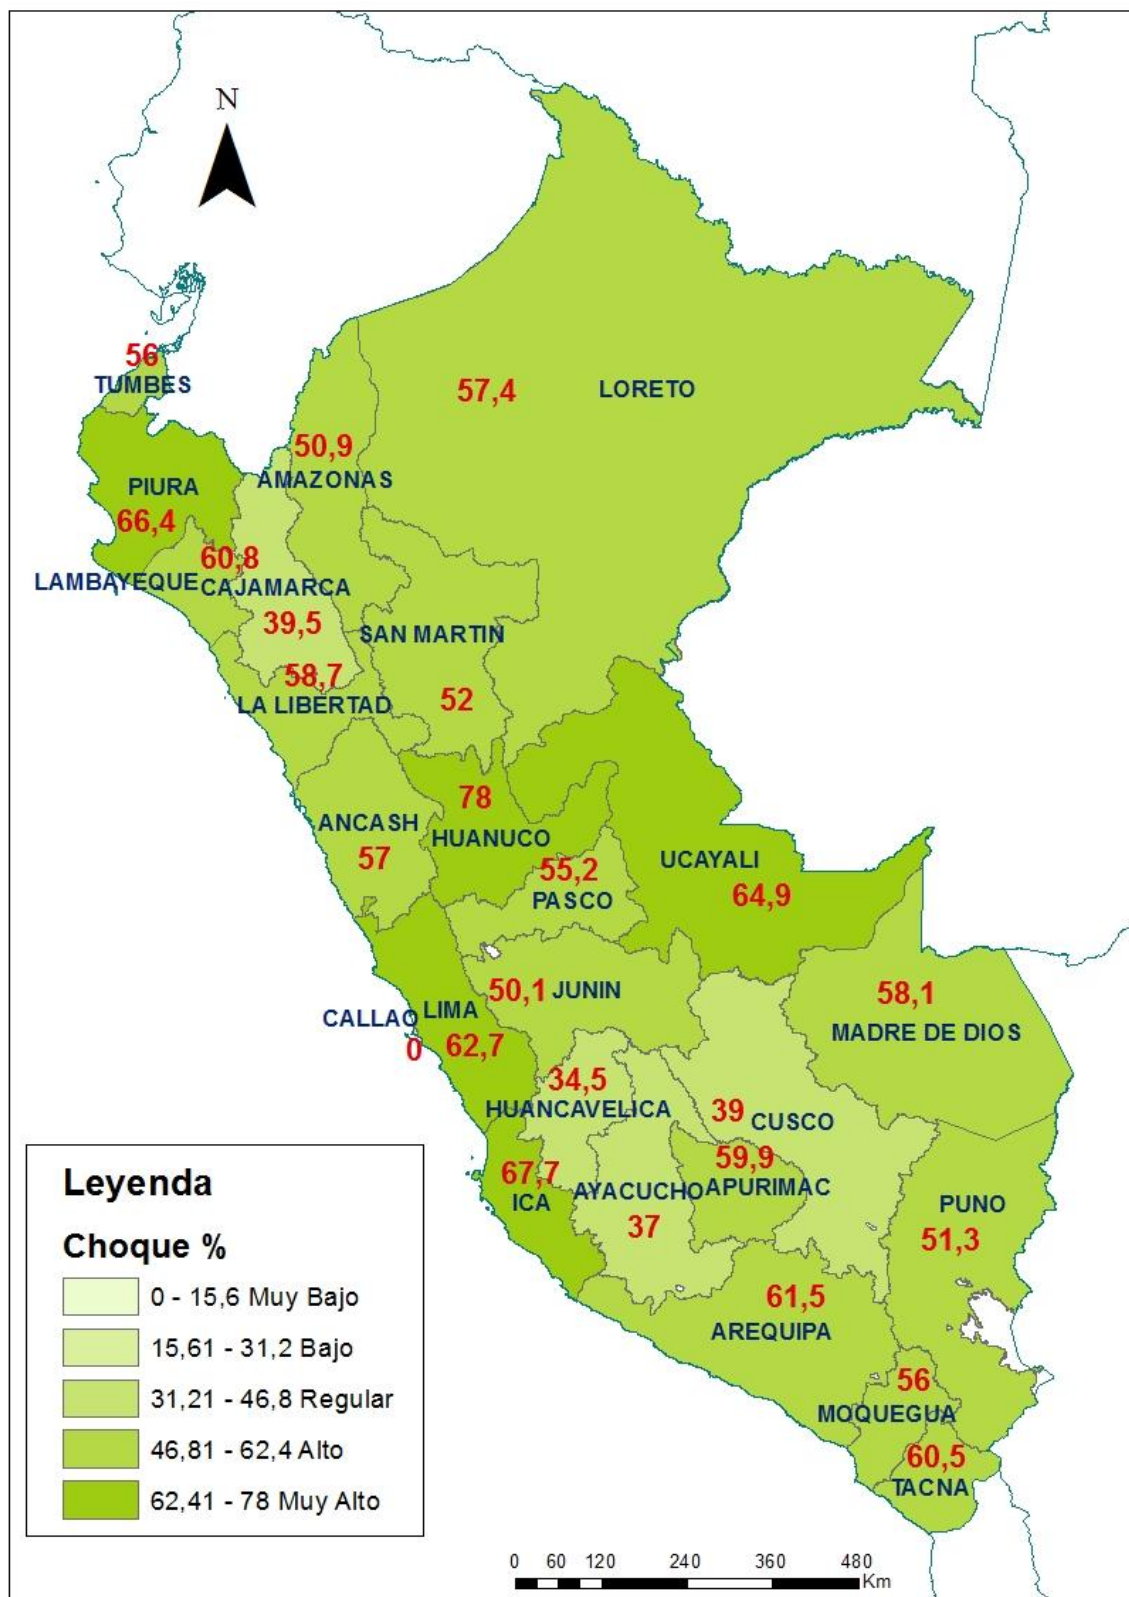 N
56
TUMBES
57,4
LORETO
50,9
AMAZONAS
PIURA
66,4
60,8
LAMBAYEQUE
CAJAMARCA
39,5
SAN MARTIN
58,7
52
LA LIBERTAD
78
ANCASH
HUANUCO
57
55,2
PASCO
UCAYALI
64,9
50,1 JUNIN
58,1
MADRE DE DIOS
CALLAO
LIMA
0
62,7
34,5
HUANCAVELICA
39
CUSCO
59,9
APURIMAC
67,7
ICA
AYACUCHO
37
PUNO
51,3
61,5
AREQUIPA
56
MOQUEGUA
60,5
TACNA
Leyenda
Choque %
0 - 15,6 Muy Bajo
15,61 - 31,2 Bajo
31,21 - 46,8 Regular
46,81 - 62,4 Alto
62,41 - 78 Muy Alto
0 60 120 240 360 480
Km